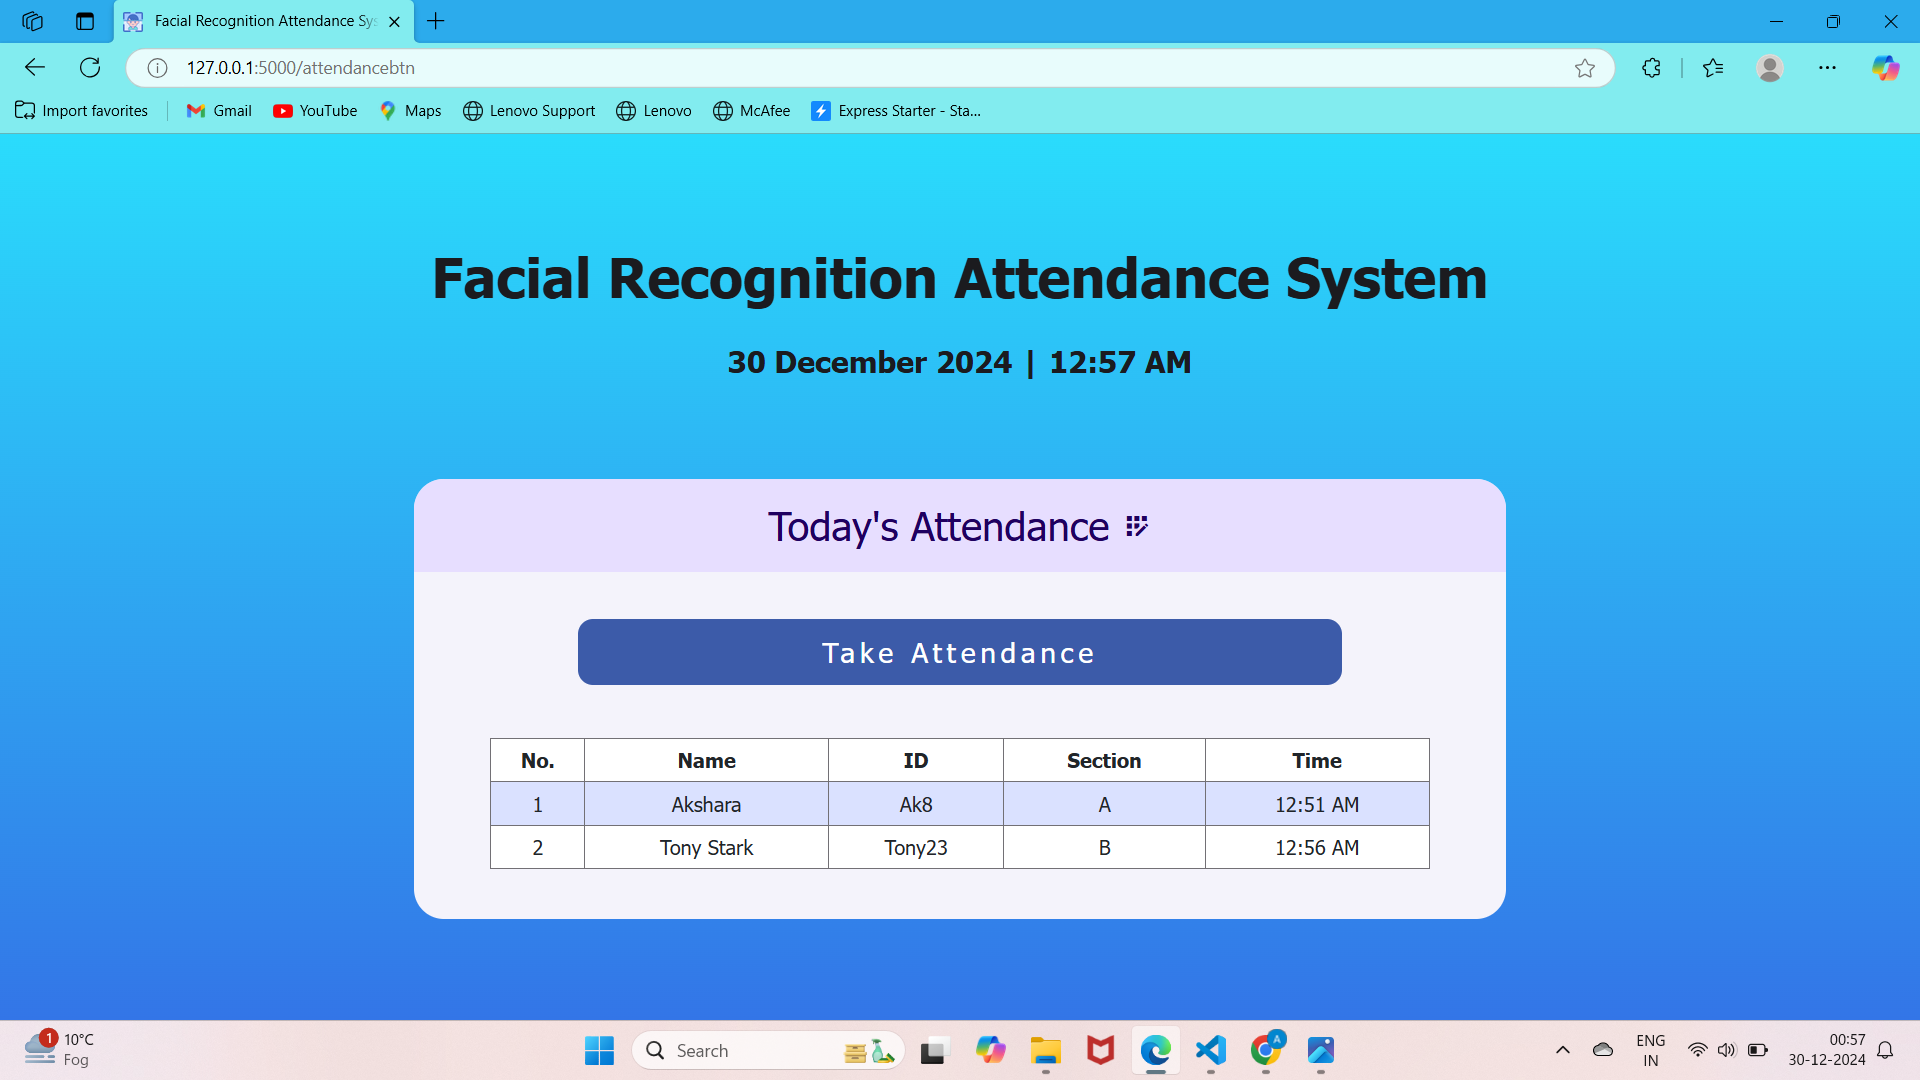 Facial Recognition Attendance Sys
127.0.0.1:5000/attendancebtn
Import favorites Gmail YouTube Maps Lenovo Support Lenovo McAfee Express Starter - Sta...
Facial Recognition Attendance System
30 December 2024 | 12:57 AM
Today's Attendance
Take Attendance
No. Name ID Section Time
1 Akshara Ak8 A 12:51 AM
2 Tony Stark Tony23 B 12:56 AM
1
10°C
Fog
Search
A
ENG
IN
00:57
30-12-2024